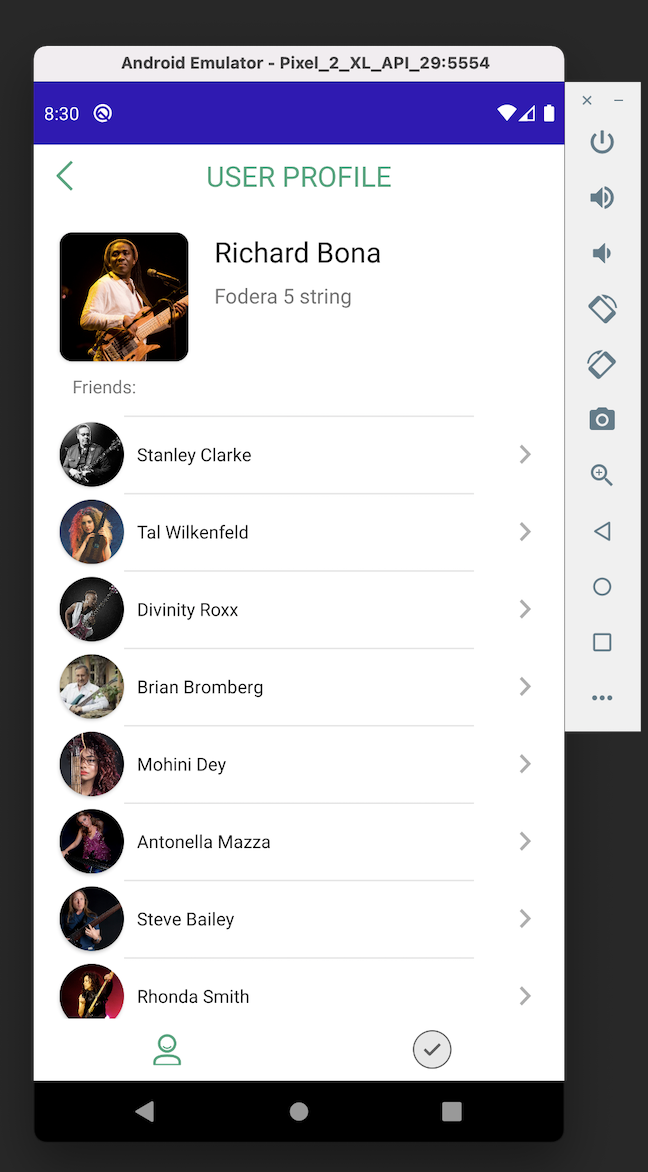 Android Emulator - Pixel_2_XL_API_29:5554
8:30
USER PROFILE
Richard Bona
Fodera 5 string
Friends:
Stanley Clarke
Tal Wilkenfeld
Divinity Roxx
Brian Bromberg
Mohini Dey
Antonella Mazza
Steve Bailey
Rhonda Smith